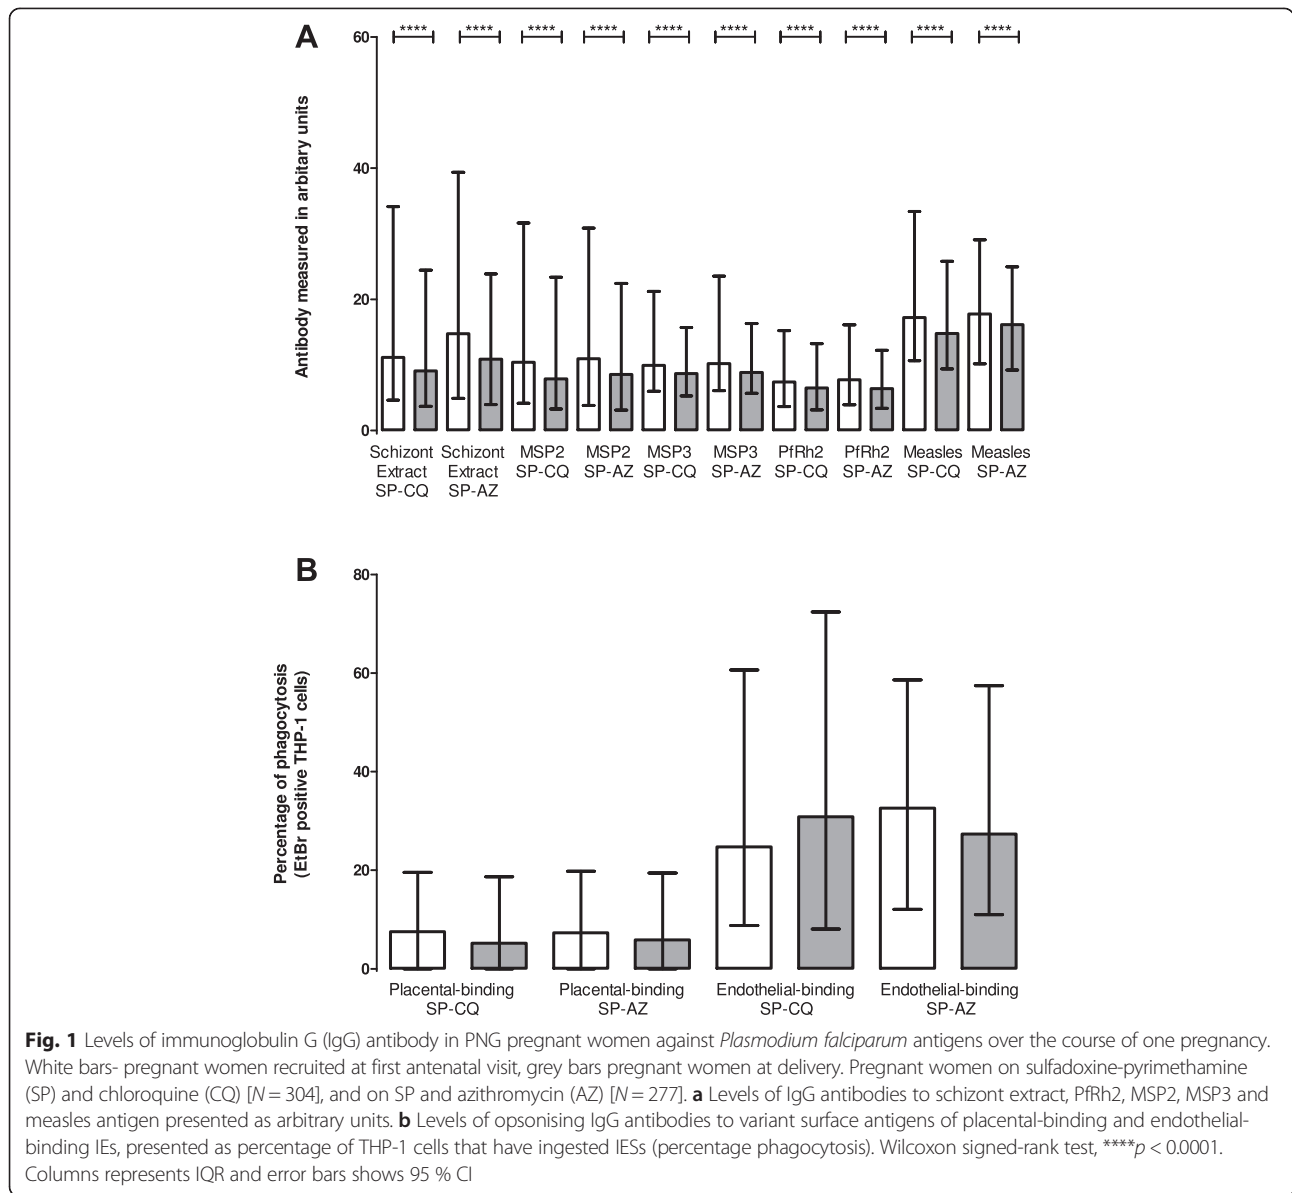 A
60
40
20
0
Antibody measured in arbitary units
**** **** **** **** **** **** **** **** **** ****
Schizont Schizont MSP2 MSP2 MSP3 MSP3 PfRh2 PfRh2 Measles Measles
Extract Extract SP-CQ SP-AZ SP-CQ SP-AZ SP-CQ SP-AZ SP-CQ SP-AZ
SP-CQ SP-AZ
B
80
60
40
20
0
Percentage of phagocytosis
(EtBr positive THP-1 cells)
Placental-binding Placental-binding Endothelial-binding Endothelial-binding
SP-CQ SP-AZ SP-CQ SP-AZ
Fig. 1 Levels of immunoglobulin G (IgG) antibody in PNG pregnant women against Plasmodium falciparum antigens over the course of one pregnancy.
White bars- pregnant women recruited at first antenatal visit, grey bars pregnant women at delivery. Pregnant women on sulfadoxine-pyrimethamine
(SP) and chloroquine (CQ) [N = 304], and on SP and azithromycin (AZ) [N = 277]. a Levels of IgG antibodies to schizont extract, PfRh2, MSP2, MSP3 and
measles antigen presented as arbitrary units. b Levels of opsonising IgG antibodies to variant surface antigens of placental-binding and endothelial-
binding IEs, presented as percentage of THP-1 cells that have ingested IESs (percentage phagocytosis). Wilcoxon signed-rank test, ****p < 0.0001.
Columns represents IQR and error bars shows 95 % CI